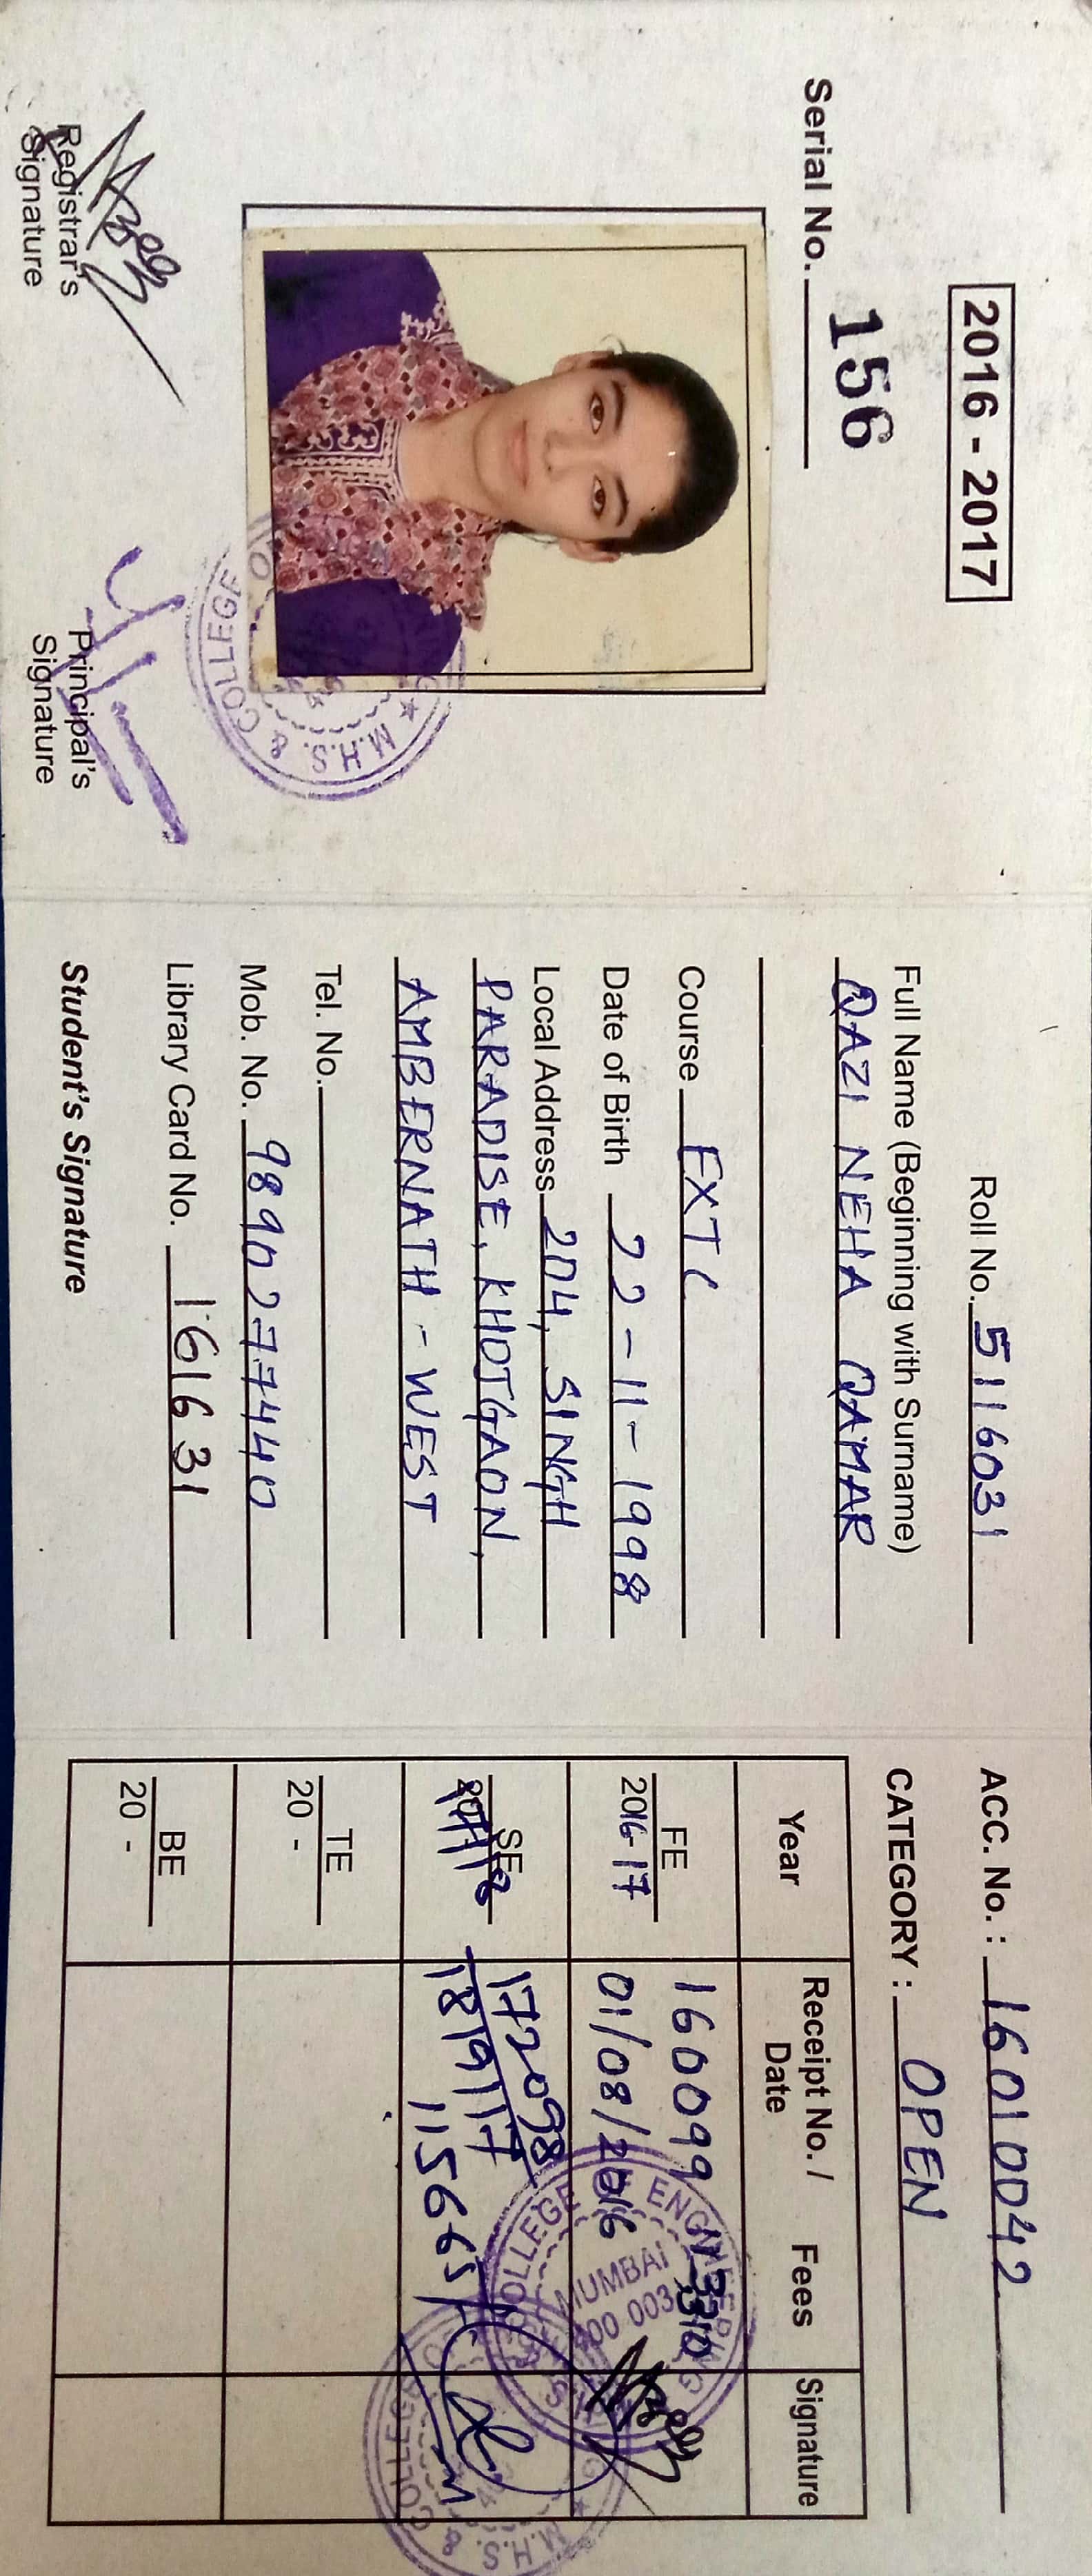 2016 - 2017
Serial No. 156
COLLEGE
M.H.S. & COLLEGE
Registrar's
Signature
Principal's
Signature
Roll No. 5116031
Full Name (Beginning with Surname)
QAZI NEHA QAMAR
Course EXTC
Date of Birth 22-11-1998
Local Address 204, SINGH
PARADISE, KHOTGAON,
AMBERNATH - WEST
Tel. No.
Mob. No. 9890277440
Library Card No. 161631
Student's Signature
ACC. No. : 16010042
CATEGORY : OPEN
Year Receipt No. / Date Fees Signature
FE
2016-17
160099
01/08/2016
SE
172098
18/9/17
115665/-
TE
20 -
BE
20 -
COLLEGE OF ENGINEERING
MUMBAI
400 003
M.H.S. & COLLEGE